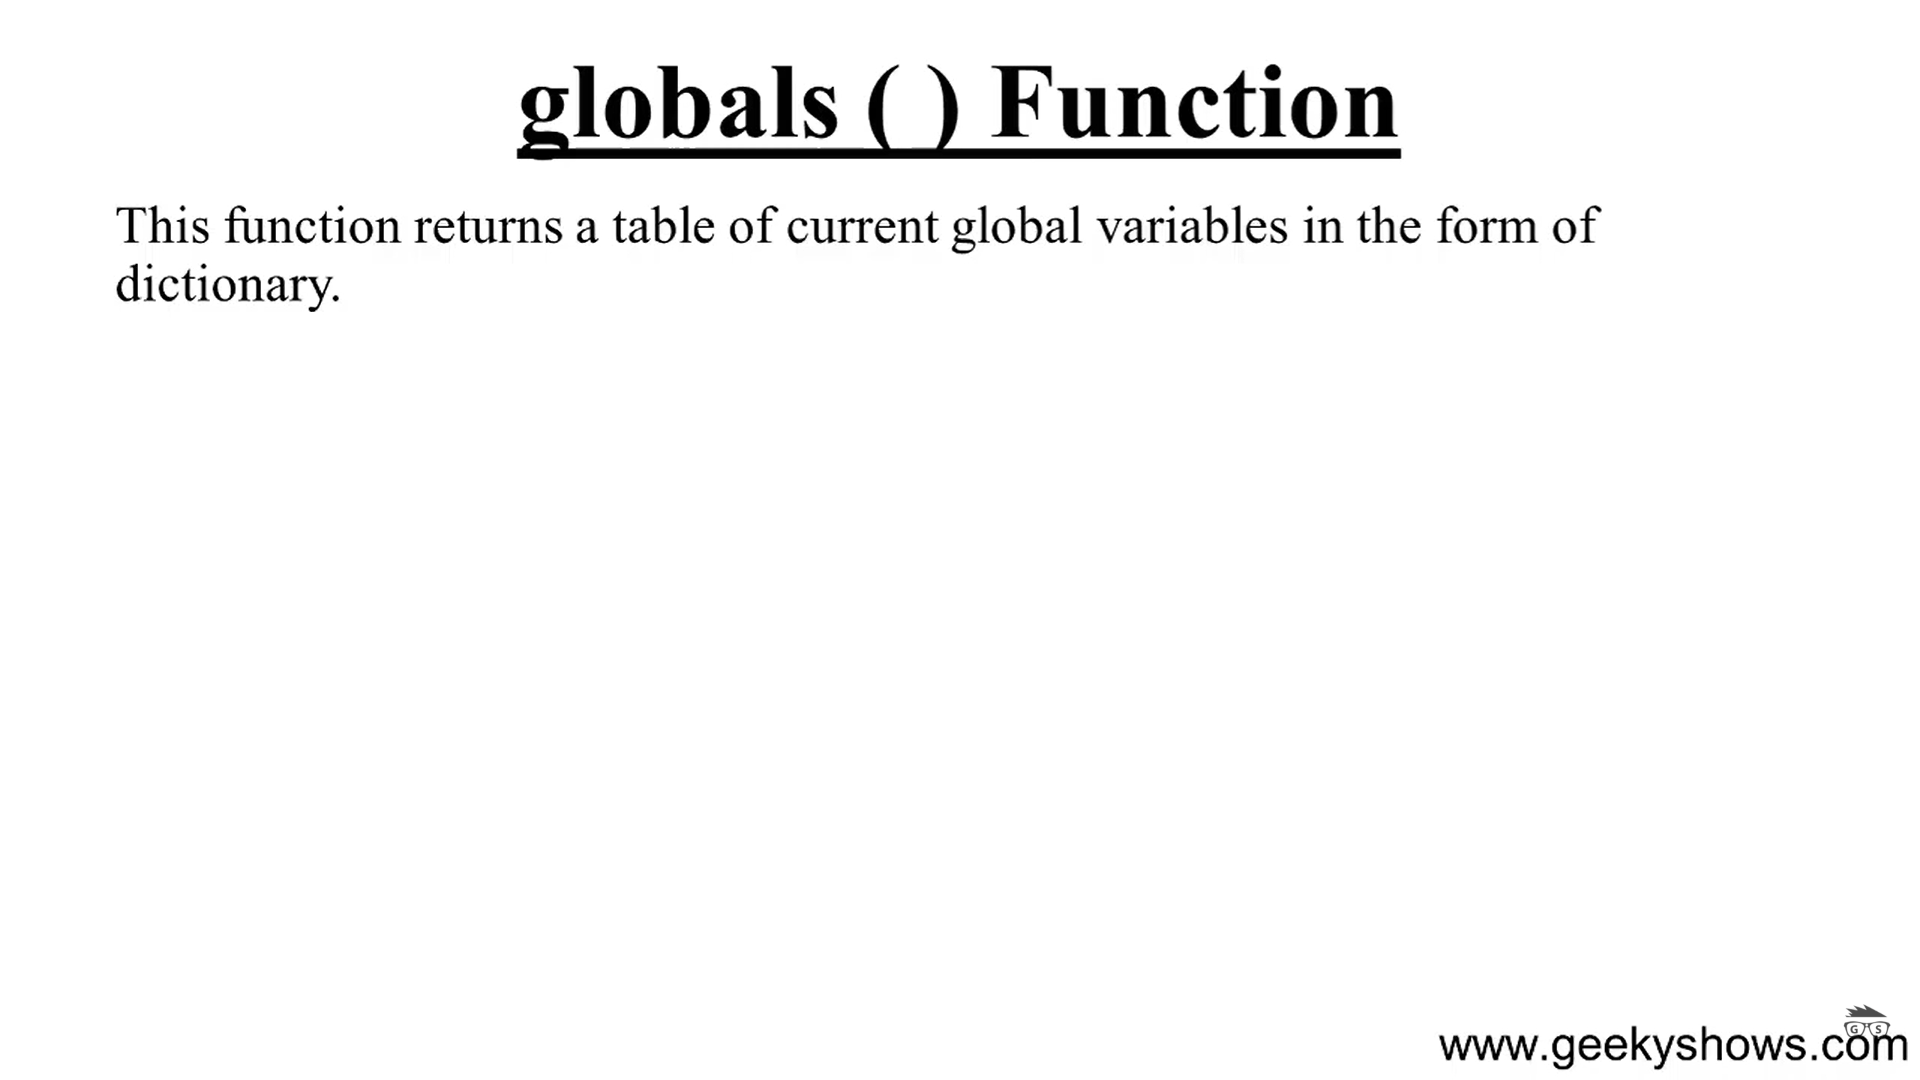 globals ( ) Function
This function returns a table of current global variables in the form of
dictionary.
G S
www.geekyshows.com